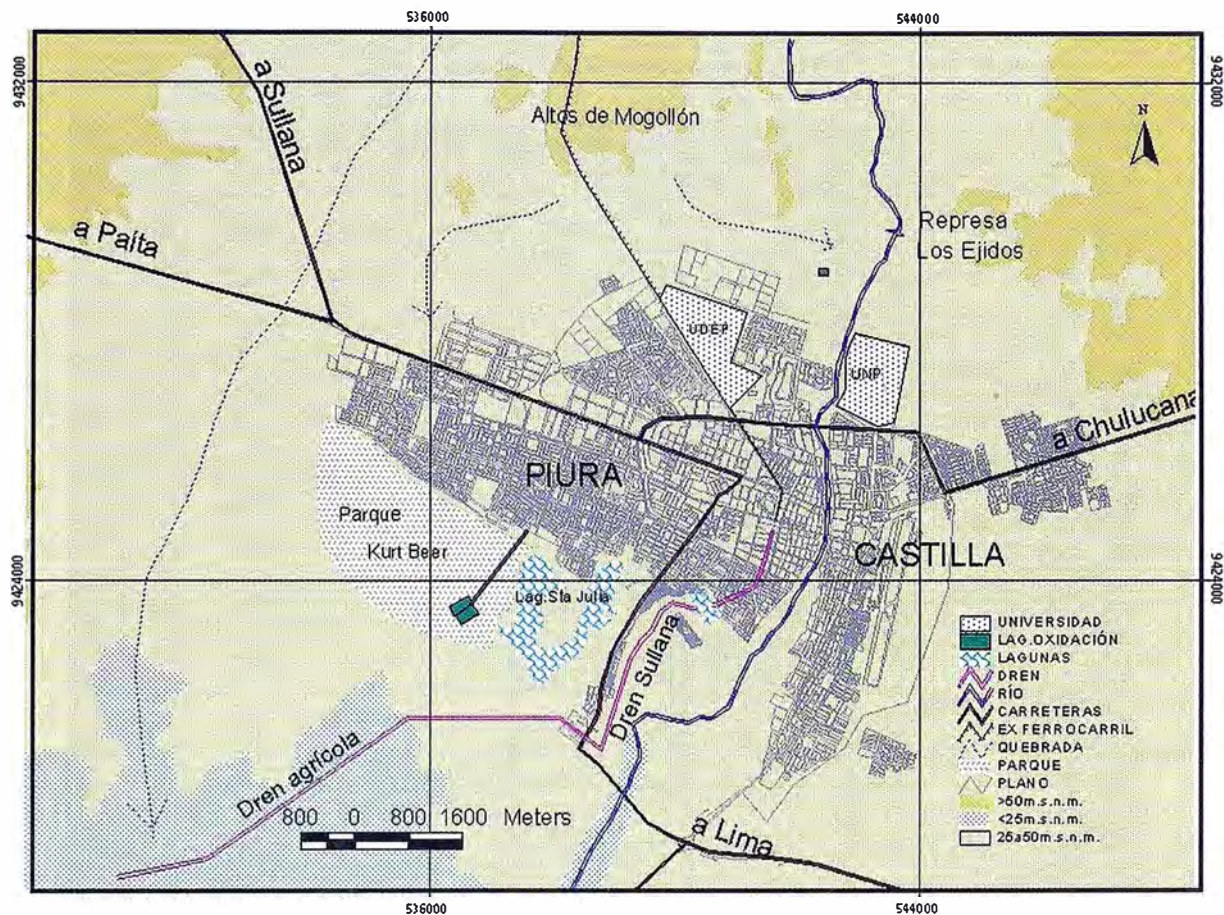 536000
544000
9432000
9432000
a Sullana
Altos de Mogollón
N
a Paíta
Represa
Los Ejidos
UDEP
UNP
a Chulucana
PIURA
Parque
Kurt Beer
CASTILLA
9424000
9424000
Lag. Sta Julia
Dren Sullana
Dren agrícola
800 0 800 1600 Meters
a Lima
UNIVERSIDAD
LAG.OXIDACIÓN
LAGUNAS
DREN
RÍO
CARRETERAS
EX FERROCARRIL
QUEBRADA
PARQUE
PLANO
>50m.s.n.m.
<25m.s.n.m.
25a50m.s.n.m.
536000
544000